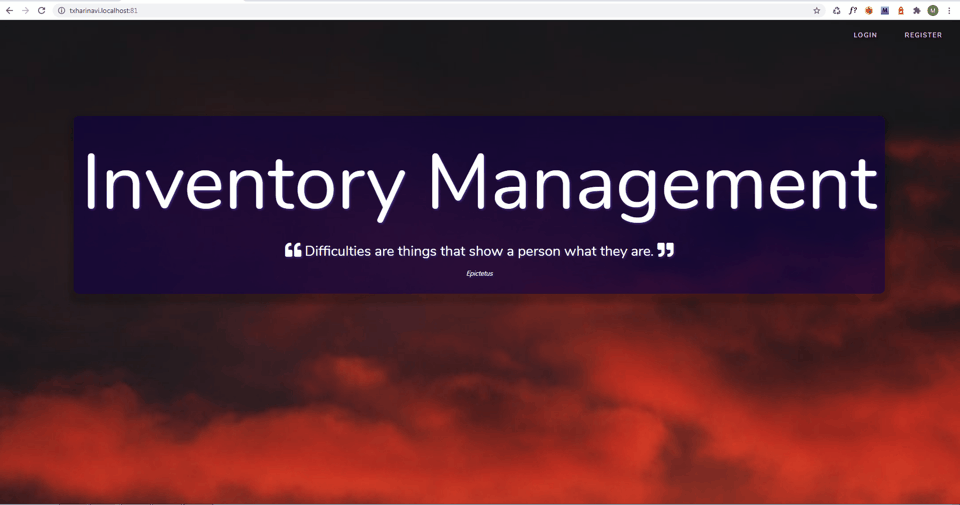 txharinavi.localhost:81
LOGIN REGISTER
Inventory Management
❝ Difficulties are things that show a person what they are. ❞
Epictetus